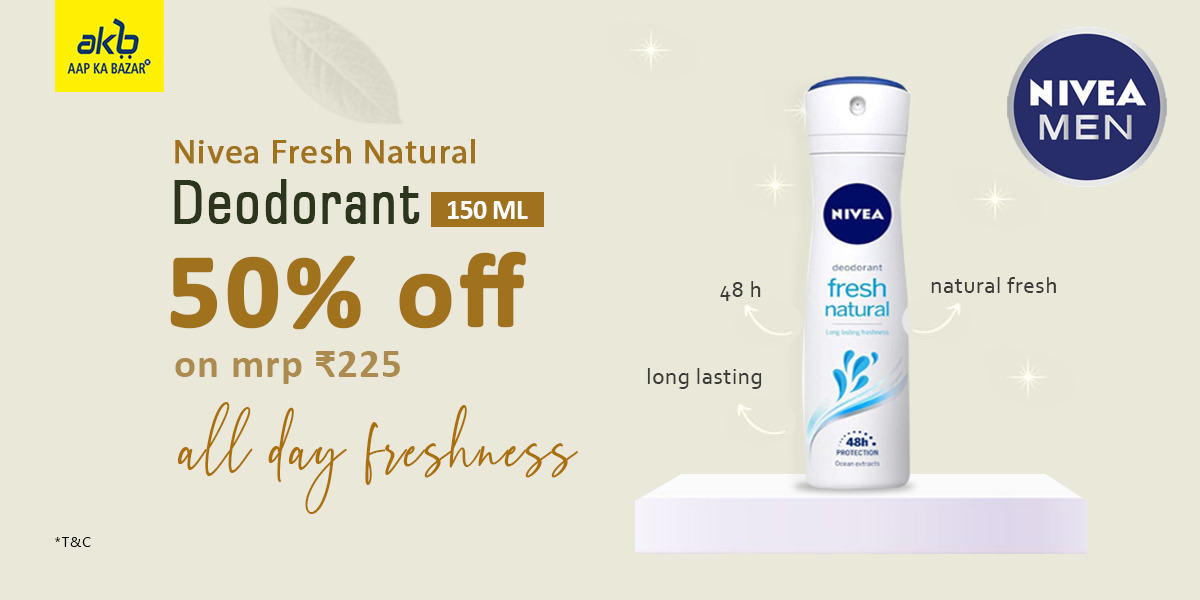 akb
AAP KA BAZAR
NIVEA
MEN
Nivea Fresh Natural
Deodorant 150 ML
50% off
on mrp ₹225
all day freshness
*T&C
NIVEA
deodorant
fresh
natural
Long lasting freshness
48h
PROTECTION
Ocean extracts
48 h
natural fresh
long lasting